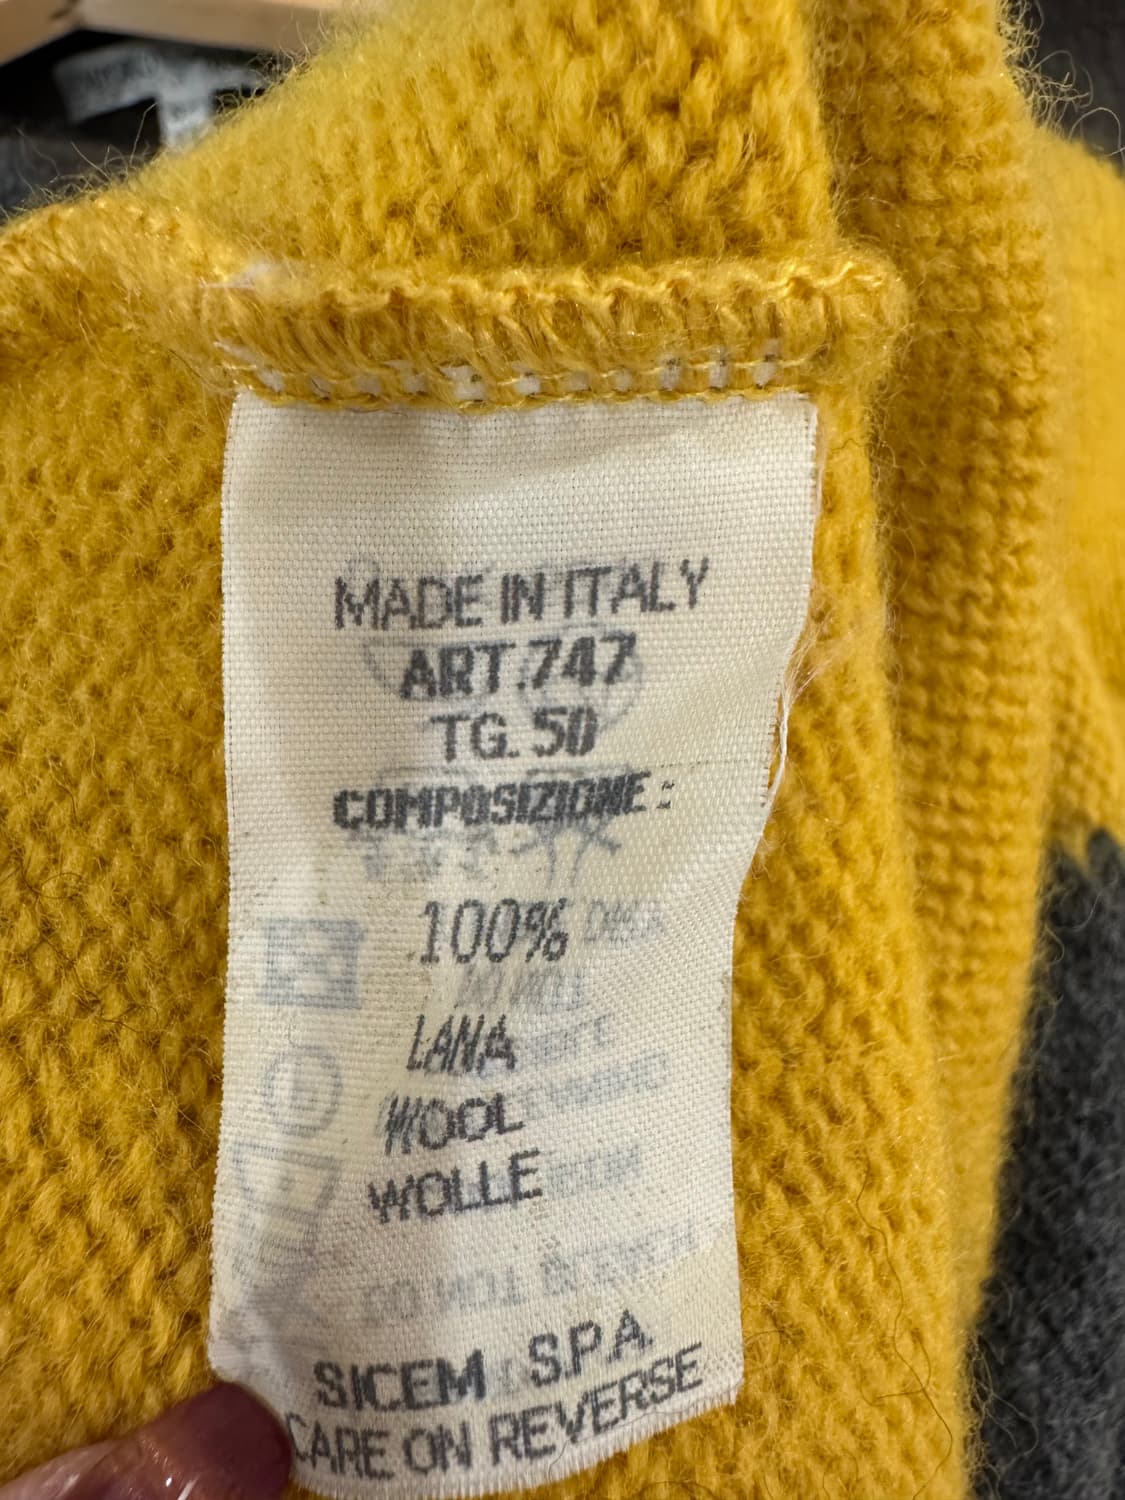 MADE IN ITALY
ART.747
TG. 50
COMPOSIZIONE:
100%
LANA
WOOL
WOLLE
SICEM S.P.A.
CARE ON REVERSE